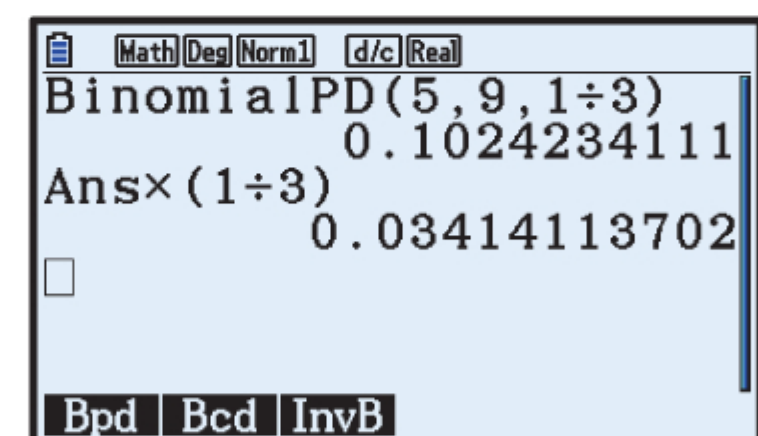 Math Deg Norm1 d/c Real
BinomialPD(5,9,1÷3)
0.1024234111
Ans×(1÷3)
0.03414113702
Bpd Bcd InvB